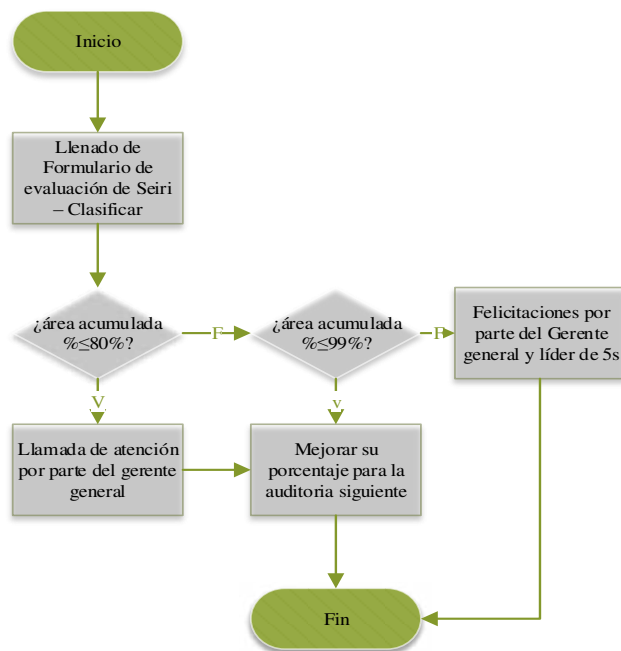 Inicio
Llenado de
Formulario de
evaluación de Seiri
– Clasificar
¿área acumulada
%≤80%?
F
¿área acumulada
%≤99%?
F
Felicitaciones por
parte del Gerente
general y líder de 5s
V
v
Llamada de atención
por parte del gerente
general
Mejorar su
porcentaje para la
auditoria siguiente
Fin